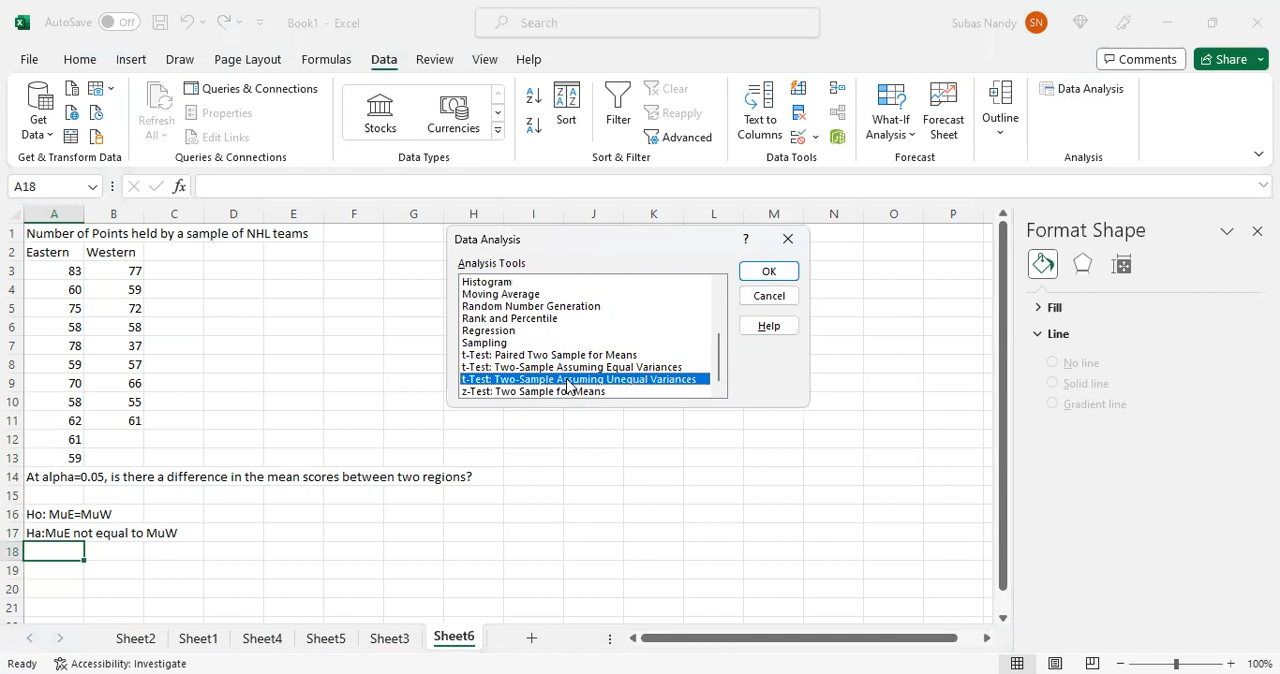 AutoSave Off Book1 - Excel Search Subas Nandy SN
File Home Insert Draw Page Layout Formulas Data Review View Help Comments Share
Get Data Refresh All Queries & Connections Properties Edit Links Stocks Currencies Sort Filter Clear Reapply Advanced Text to Columns What-If Analysis Forecast Sheet Outline Data Analysis
Get & Transform Data Queries & Connections Data Types Sort & Filter Data Tools Forecast Analysis
A18 fx
A B C D E F G H I J K L M N O P
1 Number of Points held by a sample of NHL teams
2 Eastern Western
3 83 77
4 60 59
5 75 72
6 58 58
7 78 37
8 59 57
9 70 66
10 58 55
11 62 61
12 61
13 59
14 At alpha=0.05, is there a difference in the mean scores between two regions?
15
16 Ho: MuE=MuW
17 Ha:MuE not equal to MuW
18
19
20
21
Data Analysis ?
Analysis Tools
Histogram
Moving Average
Random Number Generation
Rank and Percentile
Regression
Sampling
t-Test: Paired Two Sample for Means
t-Test: Two-Sample Assuming Equal Variances
t-Test: Two-Sample Assuming Unequal Variances
z-Test: Two Sample for Means
OK
Cancel
Help
Format Shape
Fill
Line
No line
Solid line
Gradient line
Sheet2 Sheet1 Sheet4 Sheet5 Sheet3 Sheet6
Ready Accessibility: Investigate 100%